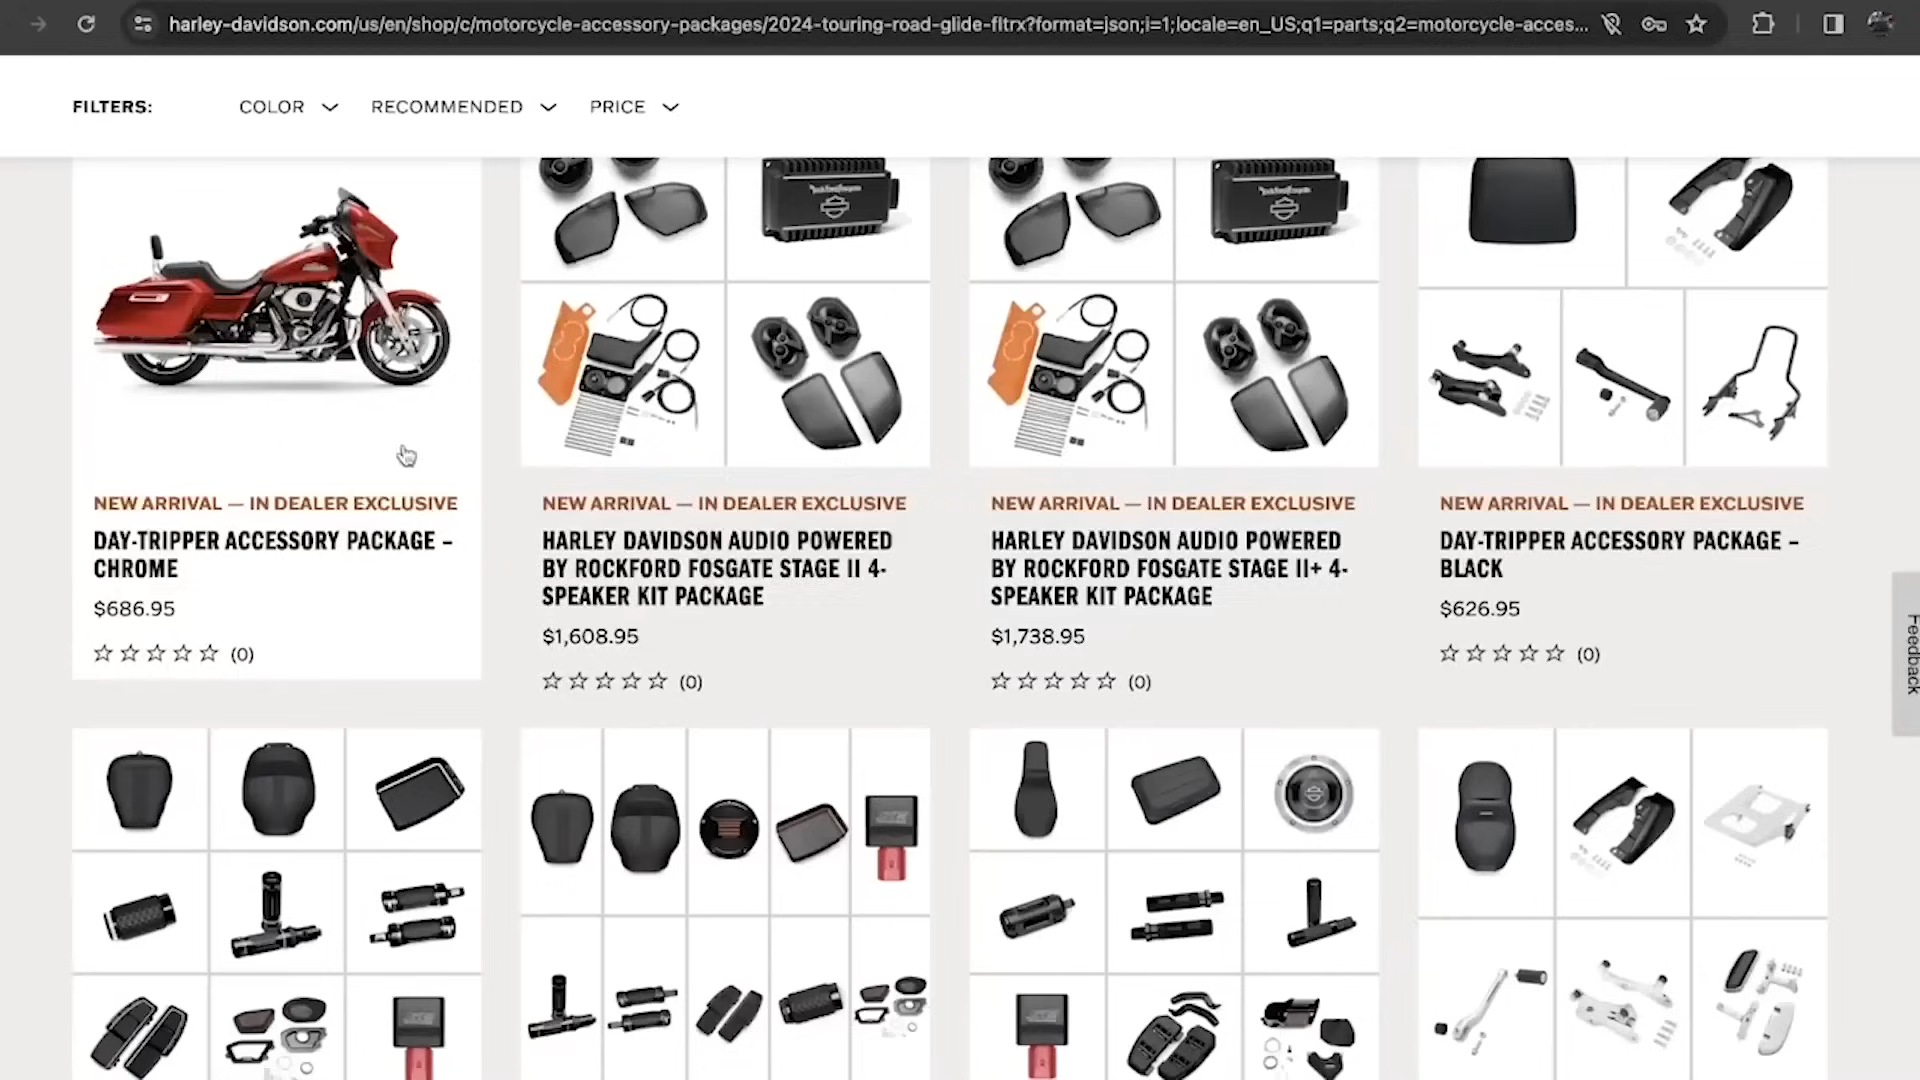 harley-davidson.com/us/en/shop/c/motorcycle-accessory-packages/2024-touring-road-glide-fltrx?format=json;i=1;locale=en_US;q1=parts;q2=motorcycle-acces...
FILTERS: COLOR RECOMMENDED PRICE
NEW ARRIVAL — IN DEALER EXCLUSIVE
DAY-TRIPPER ACCESSORY PACKAGE –
CHROME
$686.95
(0)
NEW ARRIVAL — IN DEALER EXCLUSIVE
HARLEY DAVIDSON AUDIO POWERED
BY ROCKFORD FOSGATE STAGE II 4-
SPEAKER KIT PACKAGE
$1,608.95
(0)
NEW ARRIVAL — IN DEALER EXCLUSIVE
HARLEY DAVIDSON AUDIO POWERED
BY ROCKFORD FOSGATE STAGE II+ 4-
SPEAKER KIT PACKAGE
$1,738.95
(0)
NEW ARRIVAL — IN DEALER EXCLUSIVE
DAY-TRIPPER ACCESSORY PACKAGE –
BLACK
$626.95
(0)
Feedback